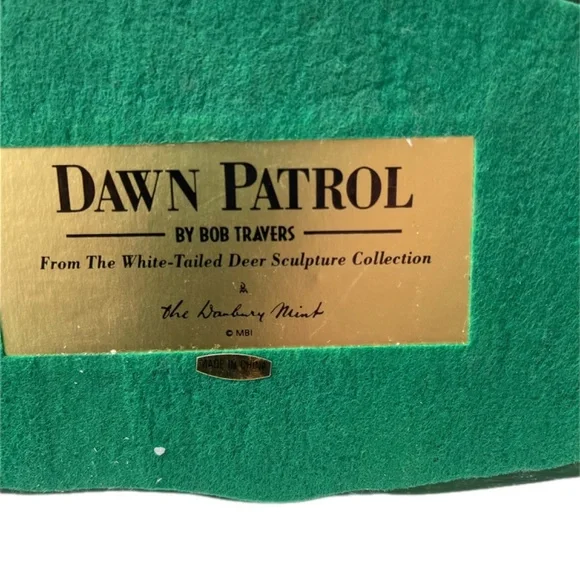 DAWN PATROL
BY BOB TRAVERS
From The White-Tailed Deer Sculpture Collection
The Danbury Mint
© MBI
MADE IN CHINA